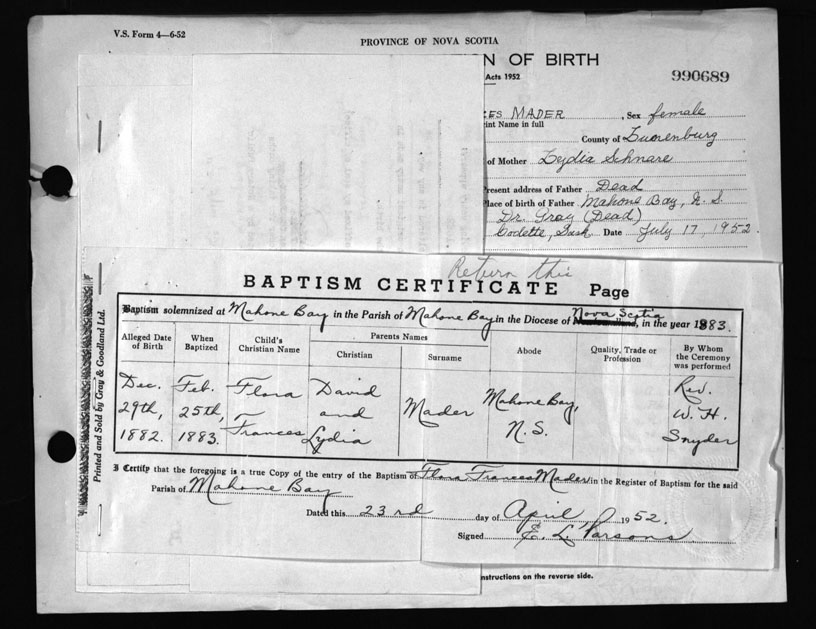 V.S. Form 4—6-52
PROVINCE OF NOVA SCOTIA
N OF BIRTH
Acts 1952
990689
CES MADER, Sex female
rint Name in full
County of Lunenburg
of Mother Lydia Schnare
Present address of Father Dead
Place of birth of Father Mahone Bay, N. S.
Dr. Gray (Dead)
Codette, Sask. Date July 17, 1952.
Return this
BAPTISM CERTIFICATE Page
Baptism solemnized at Mahone Bay in the Parish of Mahone Bay in the Diocese of Nova Scotia Newfoundland, in the year 1883.
Alleged Date of Birth
When Baptized
Child's Christian Name
Parents Names
Christian
Surname
Abode
Quality, Trade or Profession
By Whom the Ceremony was performed
Dec. 29th, 1882.
Feb. 25th, 1883.
Flora Frances
David and Lydia
Mader
Mahone Bay, N.S.
Rev. W. H. Snyder
I Certify that the foregoing is a true Copy of the entry of the Baptism of Flora Frances Mader in the Register of Baptism for the said
Parish of Mahone Bay
Dated this 23rd day of April 1952.
Signed E. L. Parsons
Printed and Sold by Gray & Goodland Ltd.
nstructions on the reverse side.